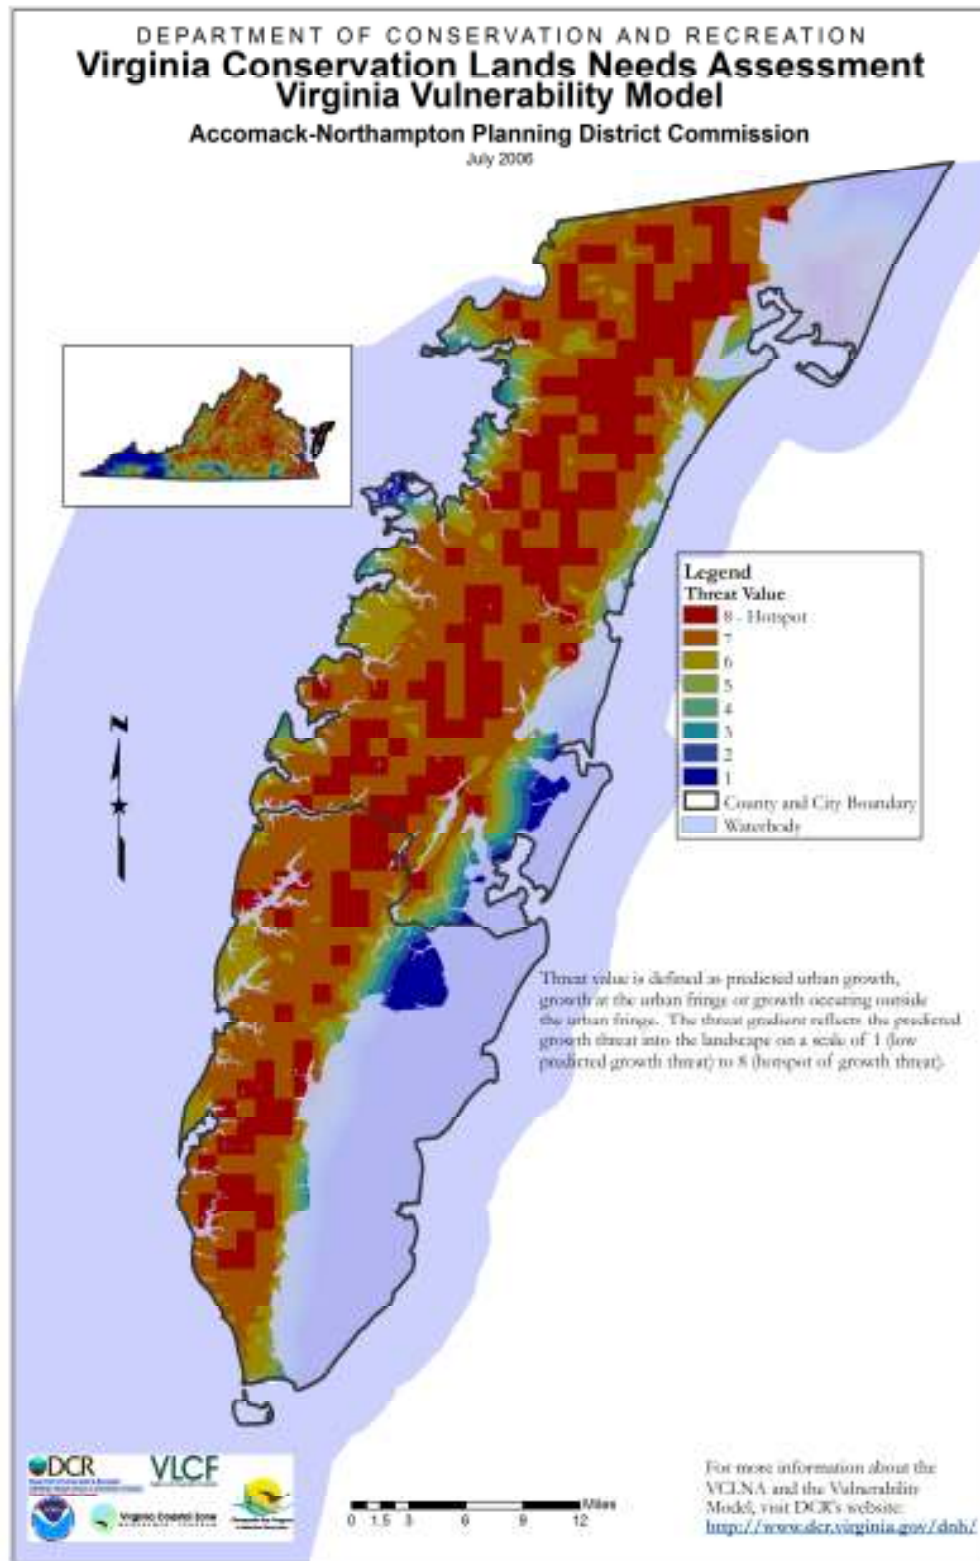 DEPARTMENT OF CONSERVATION AND RECREATION
Virginia Conservation Lands Needs Assessment
Virginia Vulnerability Model
Accomack-Northampton Planning District Commission
July 2006
Legend
Threat Value
8 - Hotspot
7
6
5
4
3
2
1
County and City Boundary
Waterbody
N
Threat value is defined as predicted urban growth,
growth at the urban fringe or growth occuring outside
the urban fringe. The threat gradient reflects the predicted
growth threat into the landscape on a scale of 1 (low
predicted growth threat) to 8 (hotspot of growth threat).
DCR
VLCF
Virginia Coastal Zone
Miles
0 1.5 3 6 9 12
For more information about the
VCLNA and the Vulnerability
Model, visit DCR's website:
http://www.dcr.virginia.gov/dnh/